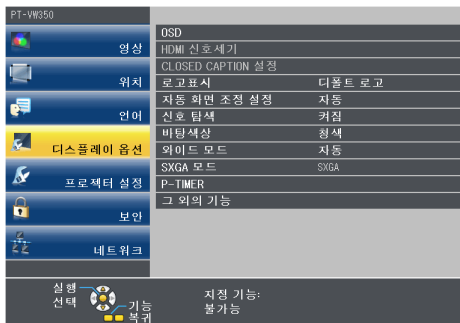 PT-VW350
영상
위치
언어
디스플레이 옵션
프로젝터 설정
보안
네트워크
OSD
HDMI 신호세기
CLOSED CAPTION 설정
로고표시 디폴트 로고
자동 화면 조정 설정 자동
신호 탐색 켜짐
바탕색상 청색
와이드 모드 자동
SXGA 모드 SXGA
P-TIMER
그 외의 기능
실행
선택
기능
복귀
지정 기능:
불가능